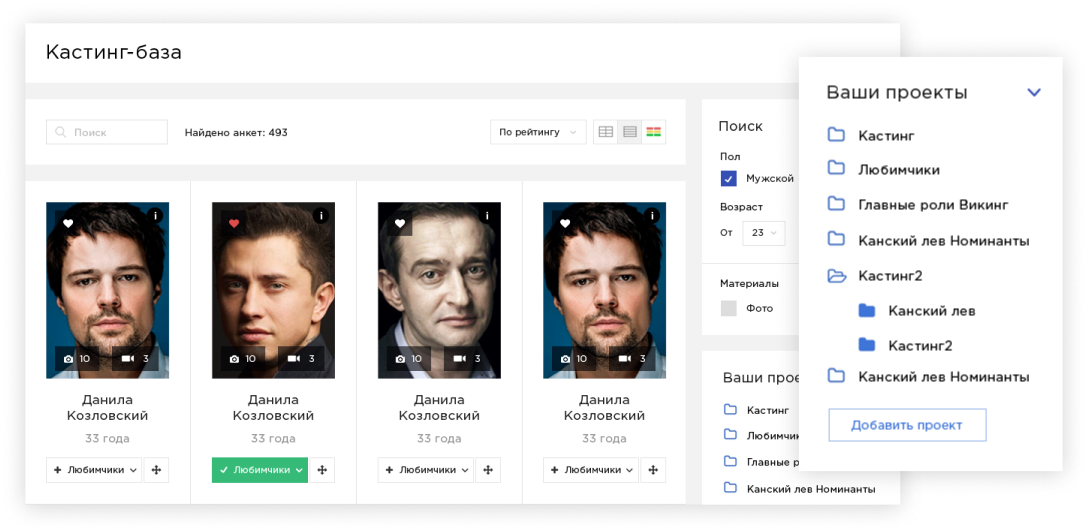 Кастинг-база
Поиск
Найдено анкет: 493
По рейтингу
i
10
3
Данила
Козловский
33 года
Любимчики
i
10
3
Данила
Козловский
33 года
Любимчики
i
10
3
Данила
Козловский
33 года
Любимчики
i
10
3
Данила
Козловский
33 года
Любимчики
Поиск
Пол
Мужской
Возраст
От 23
Материалы
Фото
Ваши прое
Кастинг
Любимчик
Главные р
Канский лев Номинанты
Ваши проекты
Кастинг
Любимчики
Главные роли Викинг
Канский лев Номинанты
Кастинг2
Канский лев
Кастинг2
Канский лев Номинанты
Добавить проект